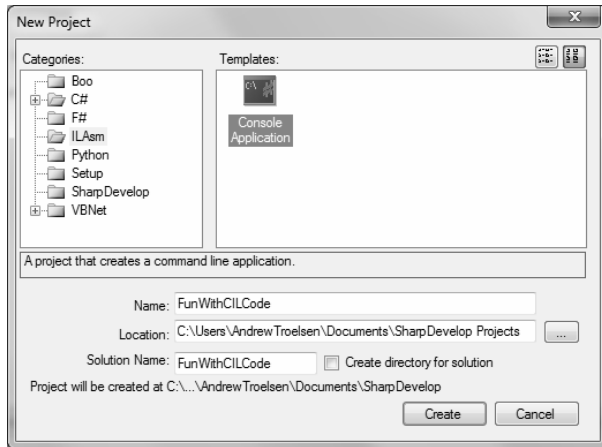 New Project
Categories:
Templates:
Boo
C#
F#
ILAsm
Python
Setup
SharpDevelop
VBNet
Console
Application
A project that creates a command line application.
Name: FunWithCILCode
Location: C:\Users\AndrewTroelsen\Documents\SharpDevelop Projects
...
Solution Name: FunWithCILCode
Create directory for solution
Project will be created at C:\...\AndrewTroelsen\Documents\SharpDevelop
Create
Cancel